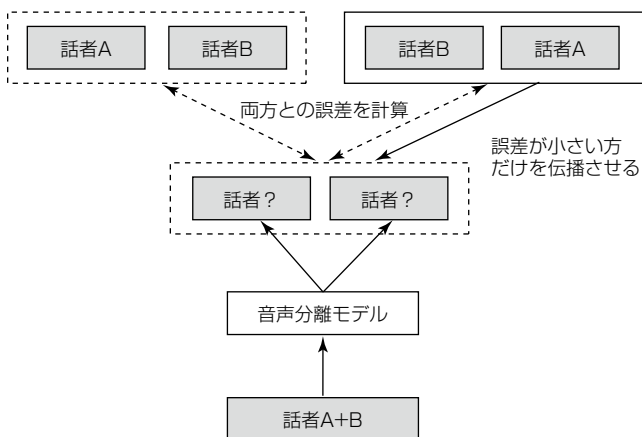 話者A
話者B
話者B
話者A
両方との誤差を計算
誤差が小さい方
だけを伝播させる
話者？
話者？
音声分離モデル
話者A+B